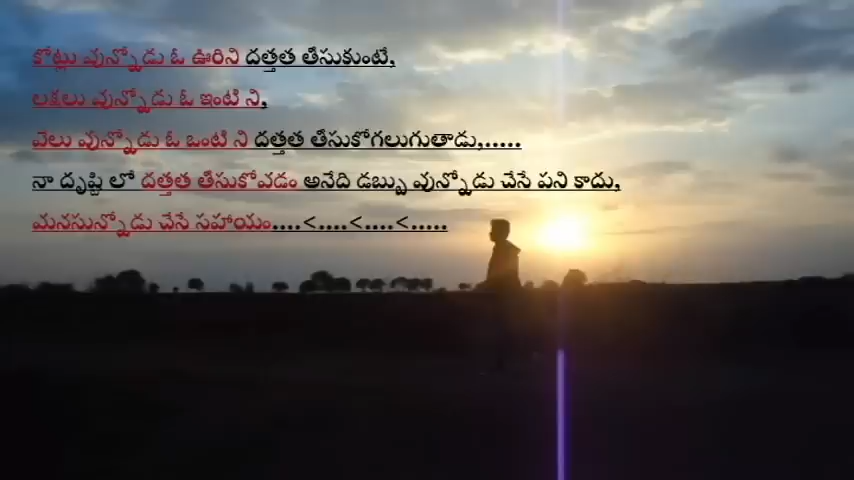 కోట్లు వున్నోడు ఓ ఊరిని దత్తత తీసుకుంటే,
లక్షలు వున్నోడు ఓ ఇంటి ని,
వెలు వున్నోడు ఓ ఒంటి ని దత్తత తీసుకోగలుగుతాడు,.....
నా దృష్టి లో దత్తత తీసుకోవడం అనేది డబ్బు వున్నోడు చేసే పని కాదు,
మనసున్నోడు చేసే సహాయం....<....<....<.....